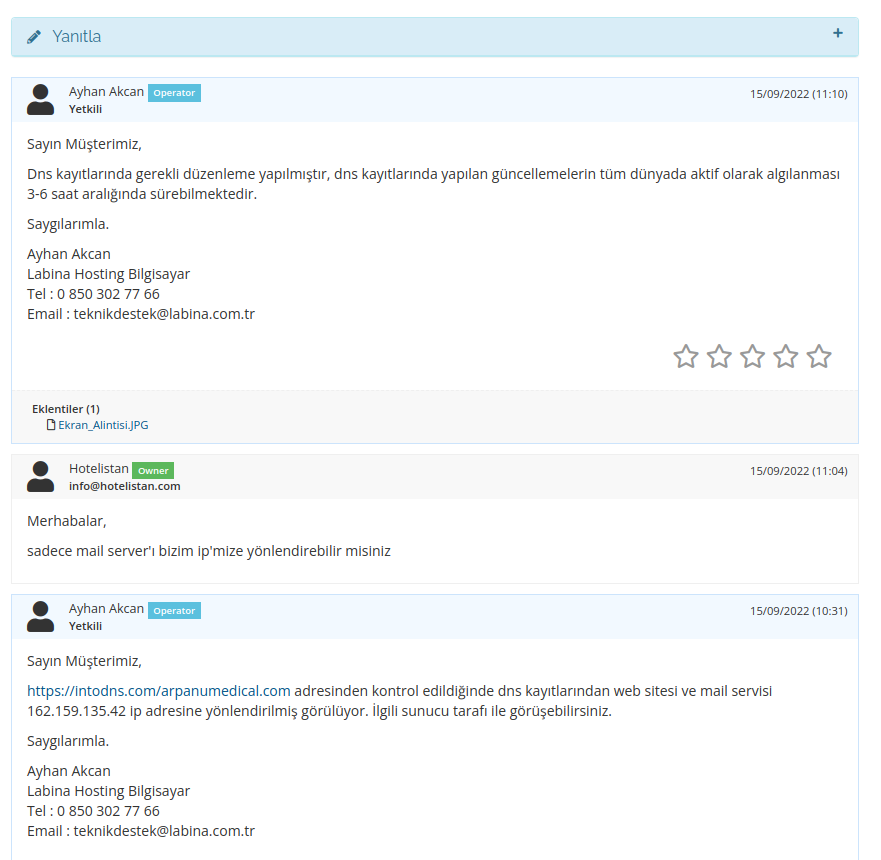 Yanıtla
+
Ayhan Akcan Operator
15/09/2022 (11:10)
Yetkili
Sayın Müşterimiz,
Dns kayıtlarında gerekli düzenleme yapılmıştır, dns kayıtlarında yapılan güncellemelerin tüm dünyada aktif olarak algılanması
3-6 saat aralığında sürebilmektedir.
Saygılarımla.
Ayhan Akcan
Labina Hosting Bilgisayar
Tel : 0 850 302 77 66
Email : teknikdestek@labina.com.tr
Eklentiler (1)
Ekran_Alintisi.JPG
Hotelistan Owner
15/09/2022 (11:04)
info@hotelistan.com
Merhabalar,
sadece mail server'ı bizim ip'mize yönlendirebilir misiniz
Ayhan Akcan Operator
15/09/2022 (10:31)
Yetkili
Sayın Müşterimiz,
https://intodns.com/arpanumedical.com adresinden kontrol edildiğinde dns kayıtlarından web sitesi ve mail servisi
162.159.135.42 ip adresine yönlendirilmiş görülüyor. İlgili sunucu tarafı ile görüşebilirsiniz.
Saygılarımla.
Ayhan Akcan
Labina Hosting Bilgisayar
Tel : 0 850 302 77 66
Email : teknikdestek@labina.com.tr